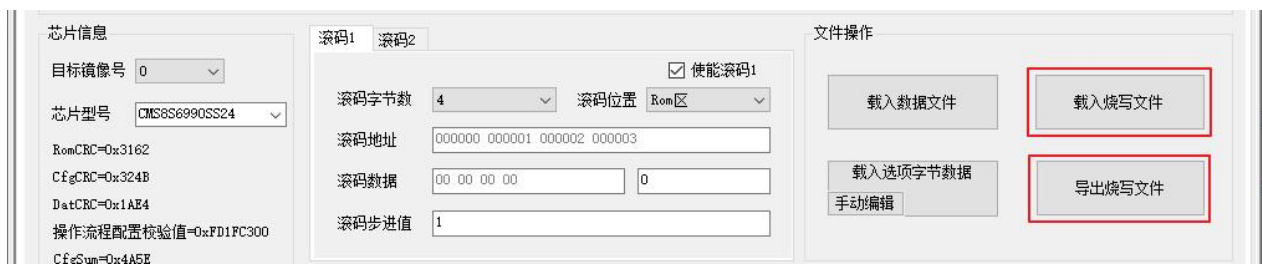 芯片信息
目标镜像号 0
芯片型号 CMS8S6990SS24
RomCRC=0x3162
CfgCRC=0x324B
DatCRC=0x1AE4
操作流程配置校验值=0xFD1FC300
CfgSum=0x4A5E
滚码1 滚码2
使能滚码1
滚码字节数 4 滚码位置 Rom区
滚码地址 000000 000001 000002 000003
滚码数据 00 00 00 00 0
滚码步进值 1
文件操作
载入数据文件 载入烧写文件
载入选项字节数据
手动编辑
导出烧写文件